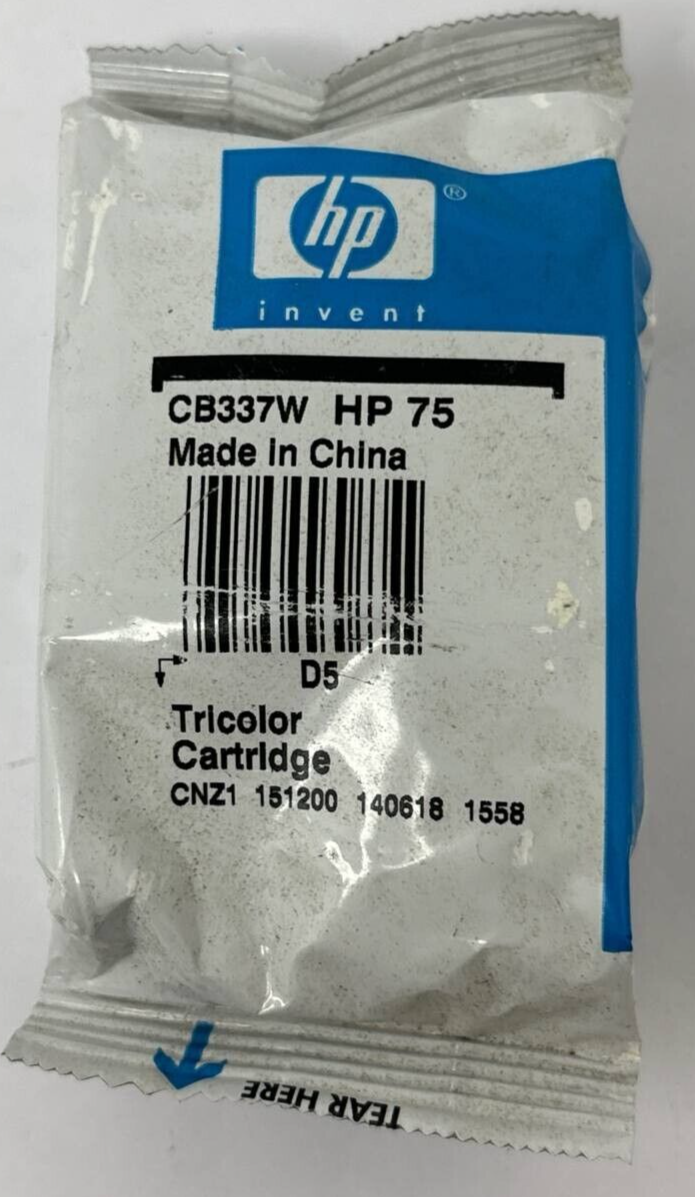 hp ®
invent
CB337W HP 75
Made in China
D5
Tricolor
Cartridge
CNZ1 151200 140618 1558
TEAR HERE